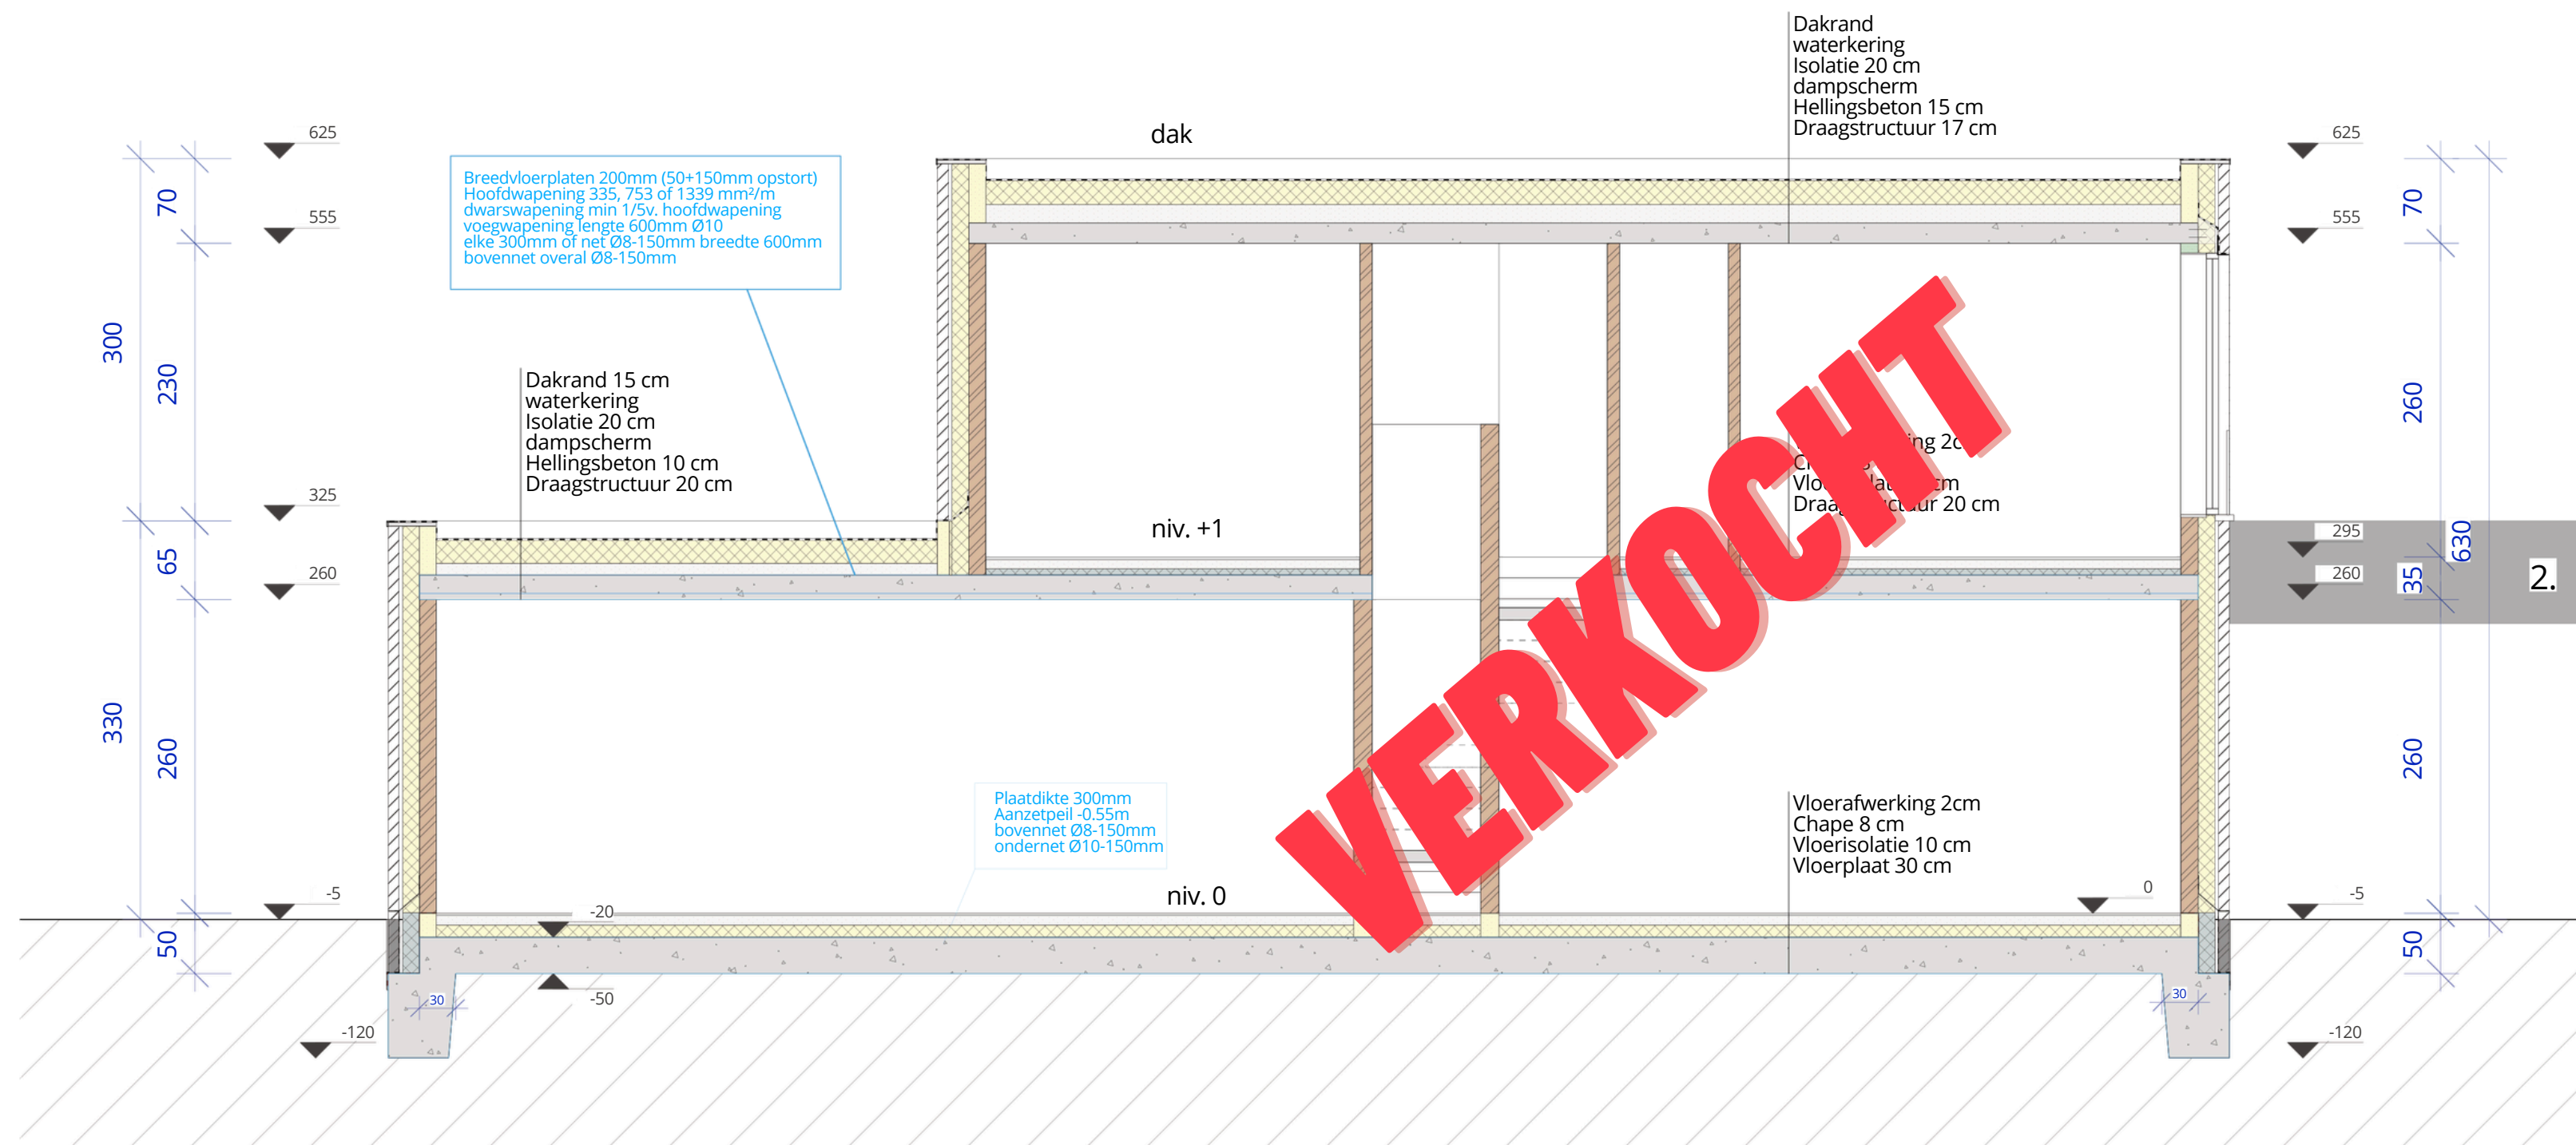 Dakrand
waterkering
Isolatie 20 cm
dampscherm
Hellingsbeton 15 cm
Draagstructuur 17 cm
dak
625
625
70
70
555
555
Breedvloerplaten 200mm (50+150mm opstort)
Hoofdwapening 335, 753 of 1339 mm²/m
dwarswapening min 1/5v. hoofdwapening
voegwapening lengte 600mm Ø10
elke 300mm of net Ø8-150mm breedte 600mm
bovennet overal Ø8-150mm
300
230
260
Dakrand 15 cm
waterkering
Isolatie 20 cm
dampscherm
Hellingsbeton 10 cm
Draagstructuur 20 cm
2
cm
20 cm
325
niv. +1
295
630
65
260
260
35
2.
VERKOCHT
330
260
260
Plaatdikte 300mm
Aanzetpeil -0.55m
bovennet Ø8-150mm
ondernet Ø10-150mm
Vloerafwerking 2cm
Chape 8 cm
Vloerisolatie 10 cm
Vloerplaat 30 cm
-5
niv. 0
0
-5
-20
50
50
-50
30
30
-120
-120